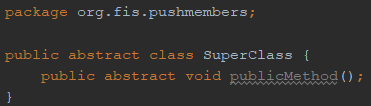 package org.fis.pushmembers;
public abstract class SuperClass {
    public abstract void publicMethod();
}